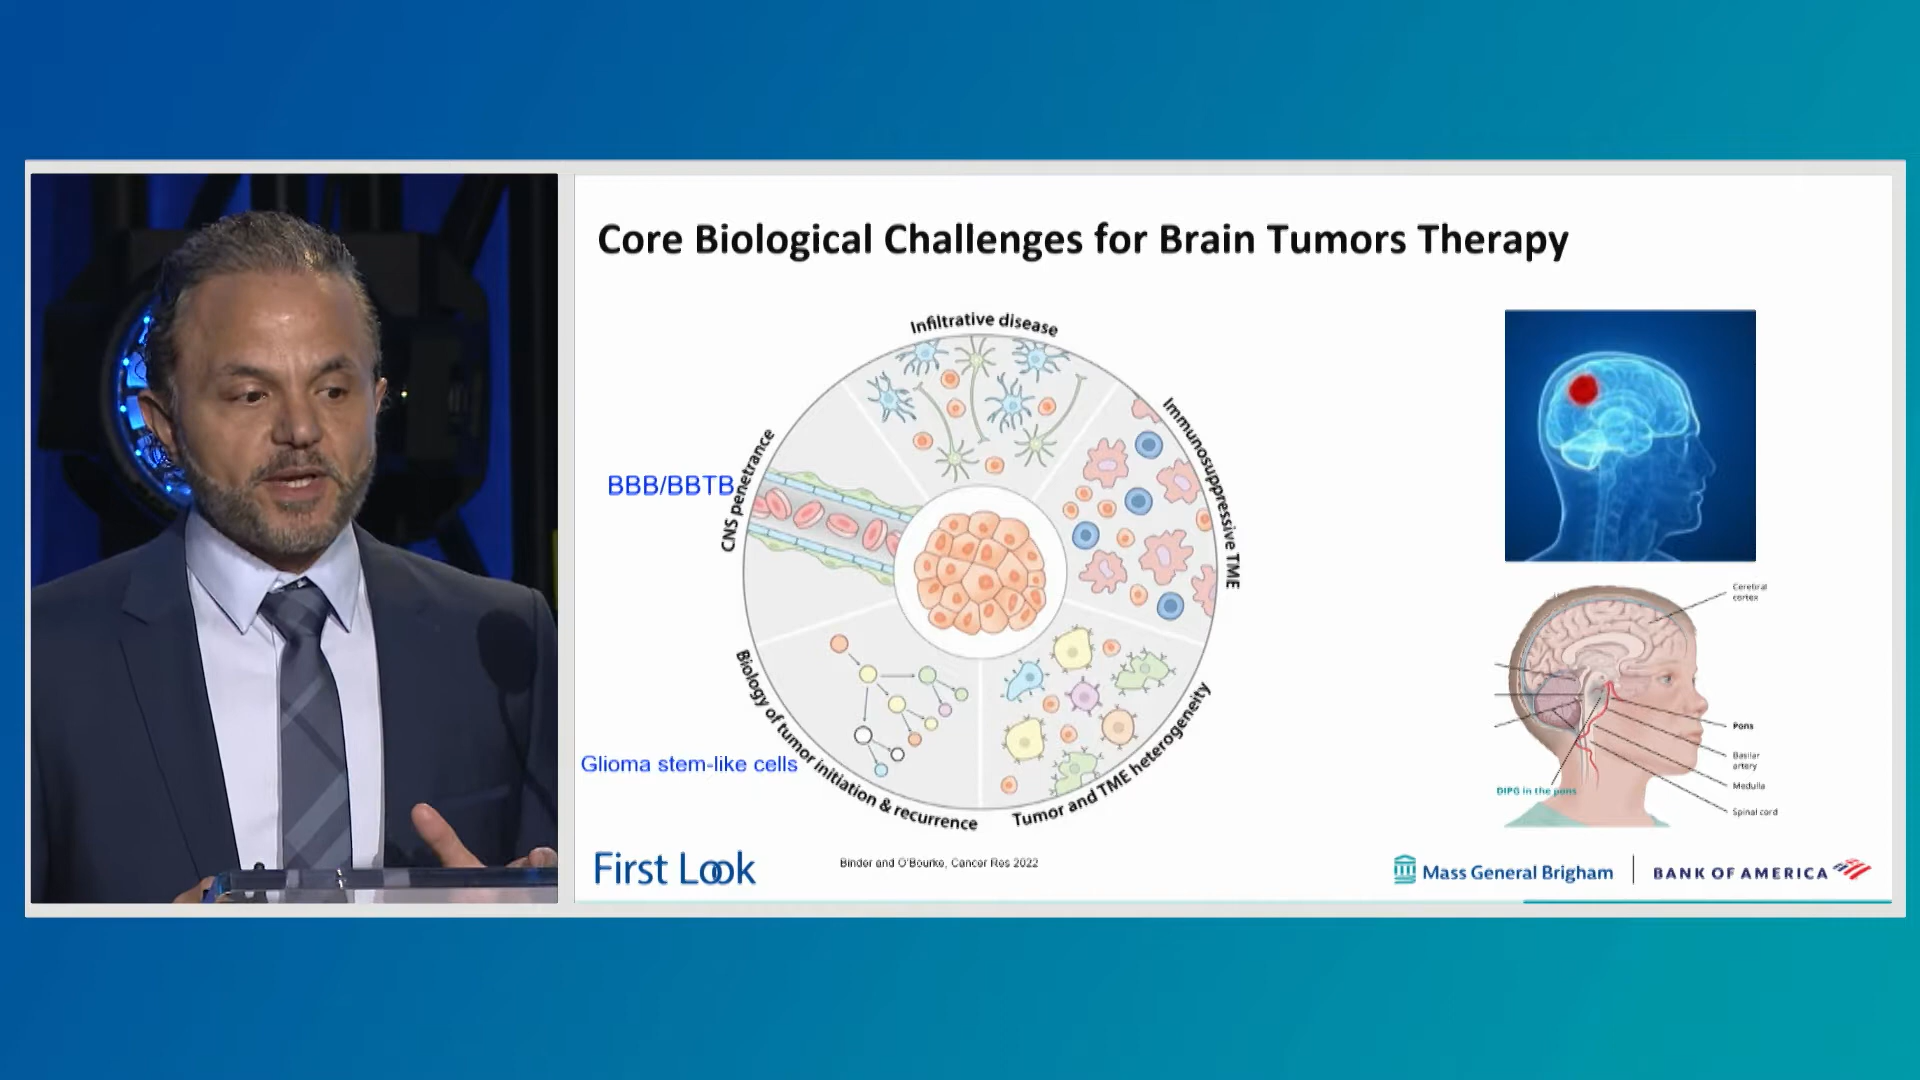 Core Biological Challenges for Brain Tumors Therapy
Infiltrative disease
Immunosuppressive TME
CNS penetrance
BBB/BBTB
Biology of tumor initiation & recurrence
Tumor and TME heterogeneity
Glioma stem-like cells
Cerebral
cortex
Pons
Basilar
artery
Medulla
DIPG in the pons
Spinal cord
First Look
Binder and O'Bourke, Cancer Res 2022
Mass General Brigham
BANK OF AMERICA